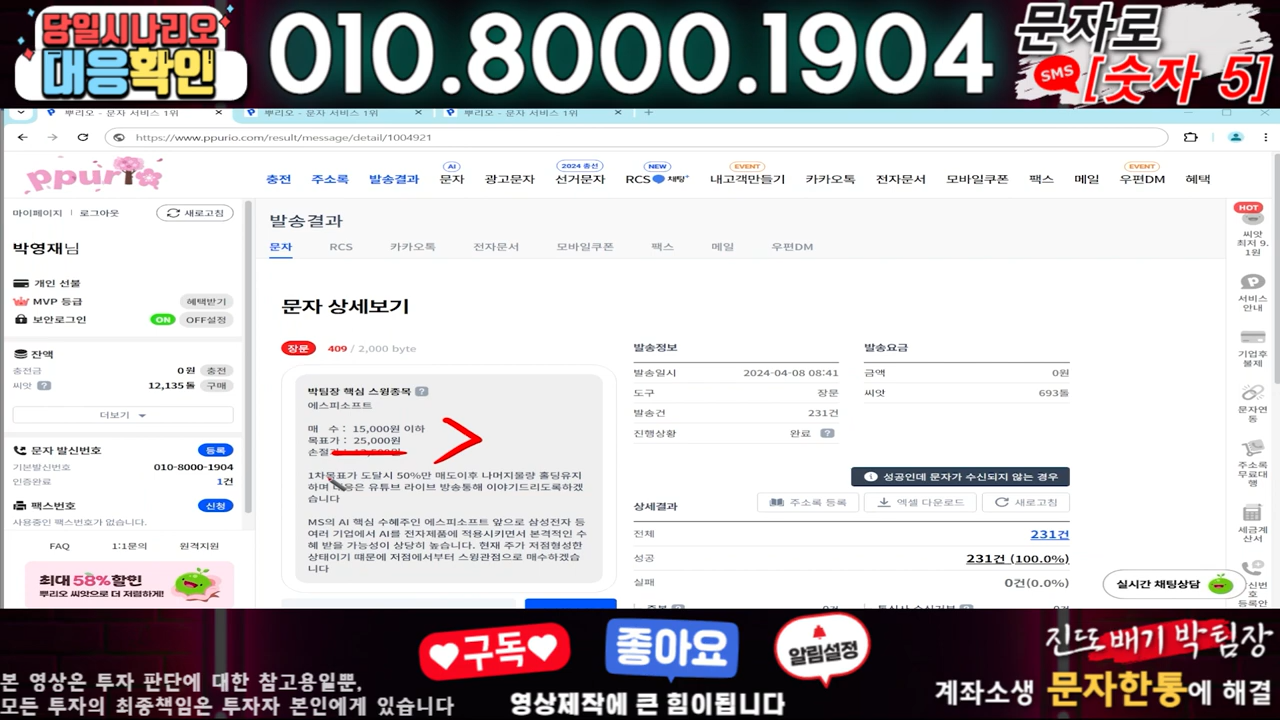 당일시나리오
대응확인
010.8000.1904
문자로
SMS
[숫자 5]
뿌리오 - 문자 서비스 1위
뿌리오 - 문자 서비스 1위
뿌리오 - 문자 서비스 1위
https://www.ppurio.com/result/message/detail/1004921
ppurio
충전
주소록
발송결과
AI
문자
광고문자
2024 총선
선거문자
NEW
RCS 채팅+
EVENT
내고객만들기
카카오톡
전자문서
모바일쿠폰
팩스
메일
EVENT
우편DM
혜택
마이페이지 | 로그아웃
새로고침
박영재님
개인 선불
MVP 등급
혜택받기
보안로그인
ON
OFF설정
잔액
충전금
0원
충전
씨앗 ?
12,135톨
구매
더보기
문자 발신번호
등록
기본발신번호
010-8000-1904
인증완료
1건
팩스번호
신청
사용중인 팩스번호가 없습니다.
FAQ
1:1문의
원격지원
최대 58%할인
뿌리오 씨앗으로 더 저렴하게!
발송결과
문자
RCS
카카오톡
전자문서
모바일쿠폰
팩스
메일
우편DM
문자 상세보기
장문
409 / 2,000 byte
박팀장 핵심 스윙종목 ?
에스피소프트
매 수 : 15,000원 이하
목표가 : 25,000원
1차목표가 도달시 50%만 매도이후 나머지물량 홀딩유지
하며 대응은 유튜브 라이브 방송통해 이야기드리도록하겠
습니다
MS의 AI 핵심 수혜주인 에스피소프트 앞으로 삼성전자 등
여러 기업에서 AI를 전자제품에 적용시키면서 본격적인 수
혜 받을 가능성이 상당히 높습니다. 현재 주가 저점형성한
상태이기 때문에 저점에서부터 스윙관점으로 매수하겠습
니다
발송정보
발송일시
2024-04-08 08:41
도구
장문
발송건
231건
진행상황
완료 ?
발송요금
금액
0원
씨앗
693톨
성공인데 문자가 수신되지 않는 경우
상세결과
주소록 등록
엑셀 다운로드
새로고침
전체
231건
성공
231건 (100.0%)
실패
0건(0.0%)
HOT
씨앗
최저 9.
1원
서비스
안내
기업후
불제
문자연
동
주소록
무료대
행
세금계
산서
실시간 채팅상담
구독
좋아요
알림설정
영상제작에 큰 힘이됩니다
본 영상은 투자 판단에 대한 참고용일뿐,
모든 투자의 최종책임은 투자자 본인에게 있습니다
진또배기 박팀장
계좌소생 문자한통에 해결